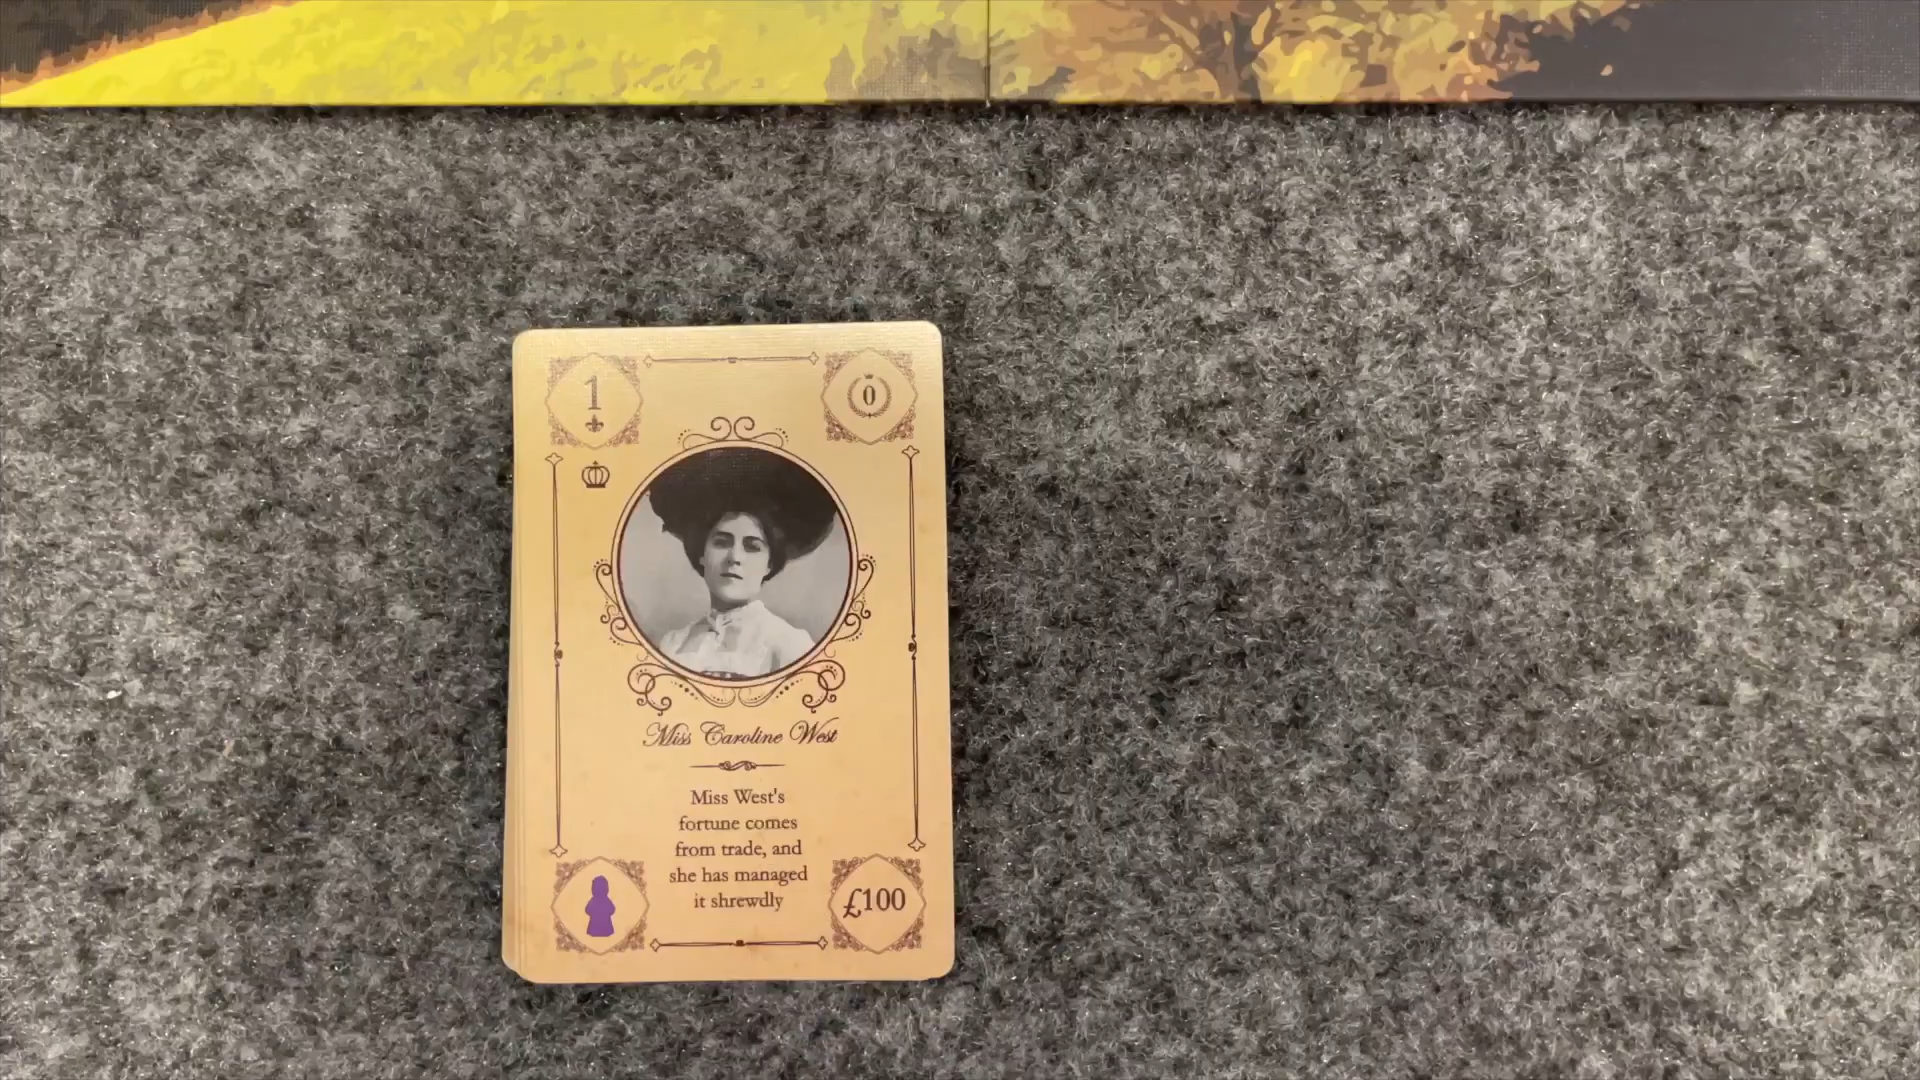 1
0
Miss Caroline West
Miss West's
fortune comes
from trade, and
she has managed
it shrewdly
£100